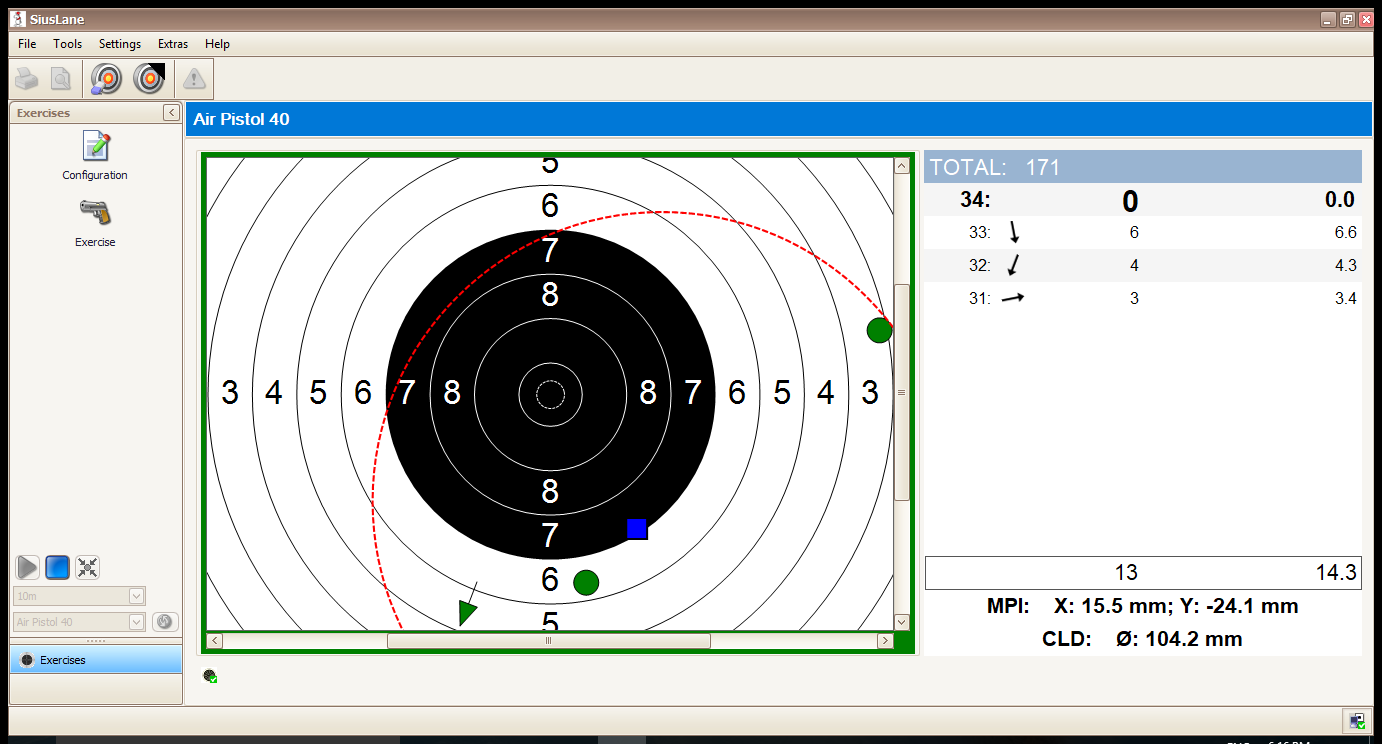 SiusLane
File Tools Settings Extras Help
Exercises
Configuration
Exercise
10m
Air Pistol 40
Exercises
Air Pistol 40
5
6
7
8
3 4 5 6 7 8 8 7 6 5 4 3
8
7
6
5
TOTAL: 171
34: 0 0.0
33: 6 6.6
32: 4 4.3
31: 3 3.4
13 14.3
MPI: X: 15.5 mm; Y: -24.1 mm
CLD: Ø: 104.2 mm